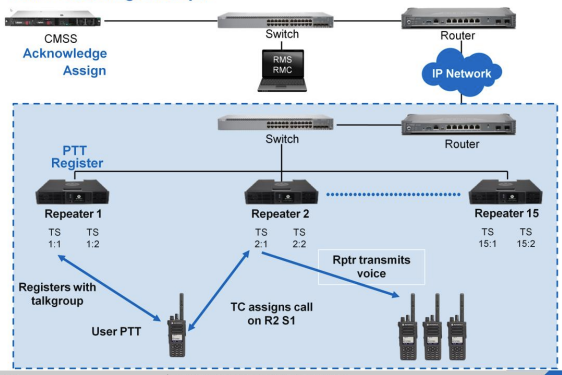 CMSS
Acknowledge
Assign
Switch
Router
RMS
RMC
IP Network
Switch
Router
PTT
Register
Repeater 1
Repeater 2
Repeater 15
TS TS
1:1 1:2
TS TS
2:1 2:2
TS TS
15:1 15:2
Rptr transmits
voice
Registers with
talkgroup
User PTT
TC assigns call
on R2 S1